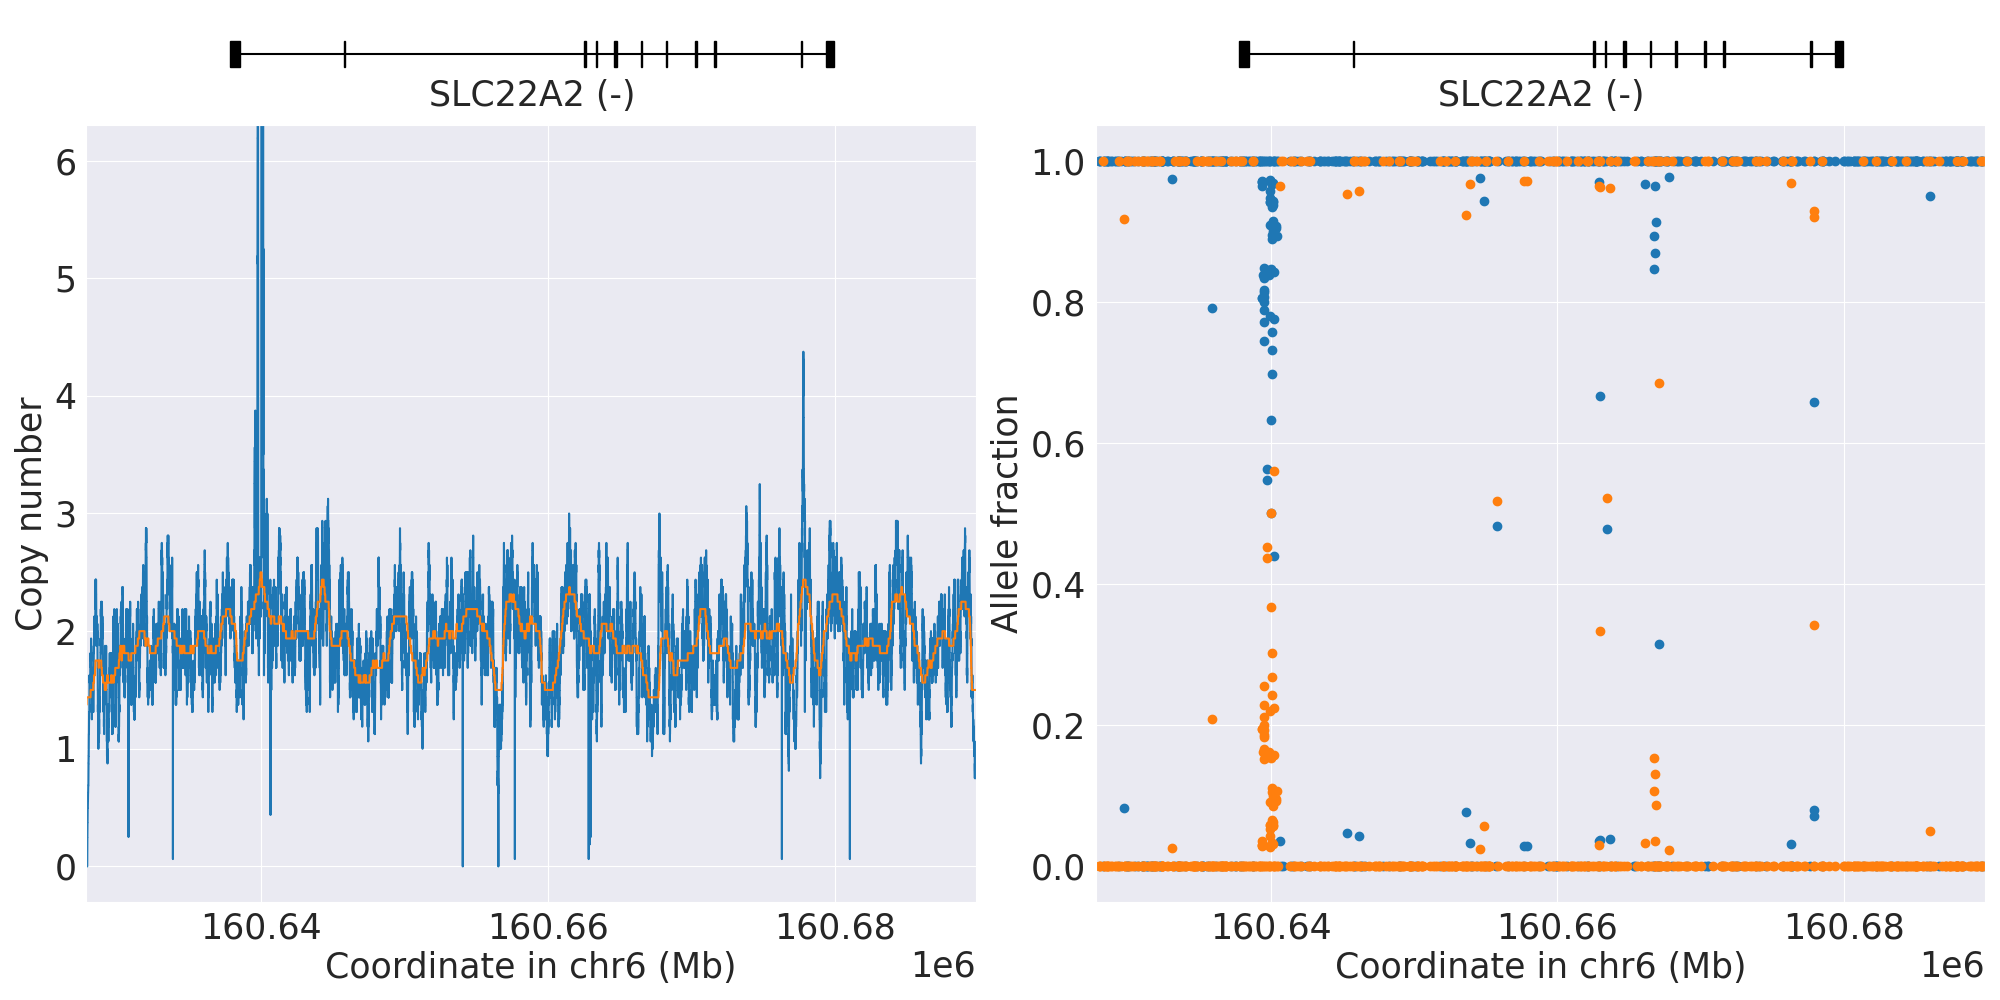 SLC22A2 (-)
SLC22A2 (-)
Copy number
6
5
4
3
2
1
0
160.64
160.66
160.68
Coordinate in chr6 (Mb)
1e6
Allele fraction
1.0
0.8
0.6
0.4
0.2
0.0
160.64
160.66
160.68
Coordinate in chr6 (Mb)
1e6